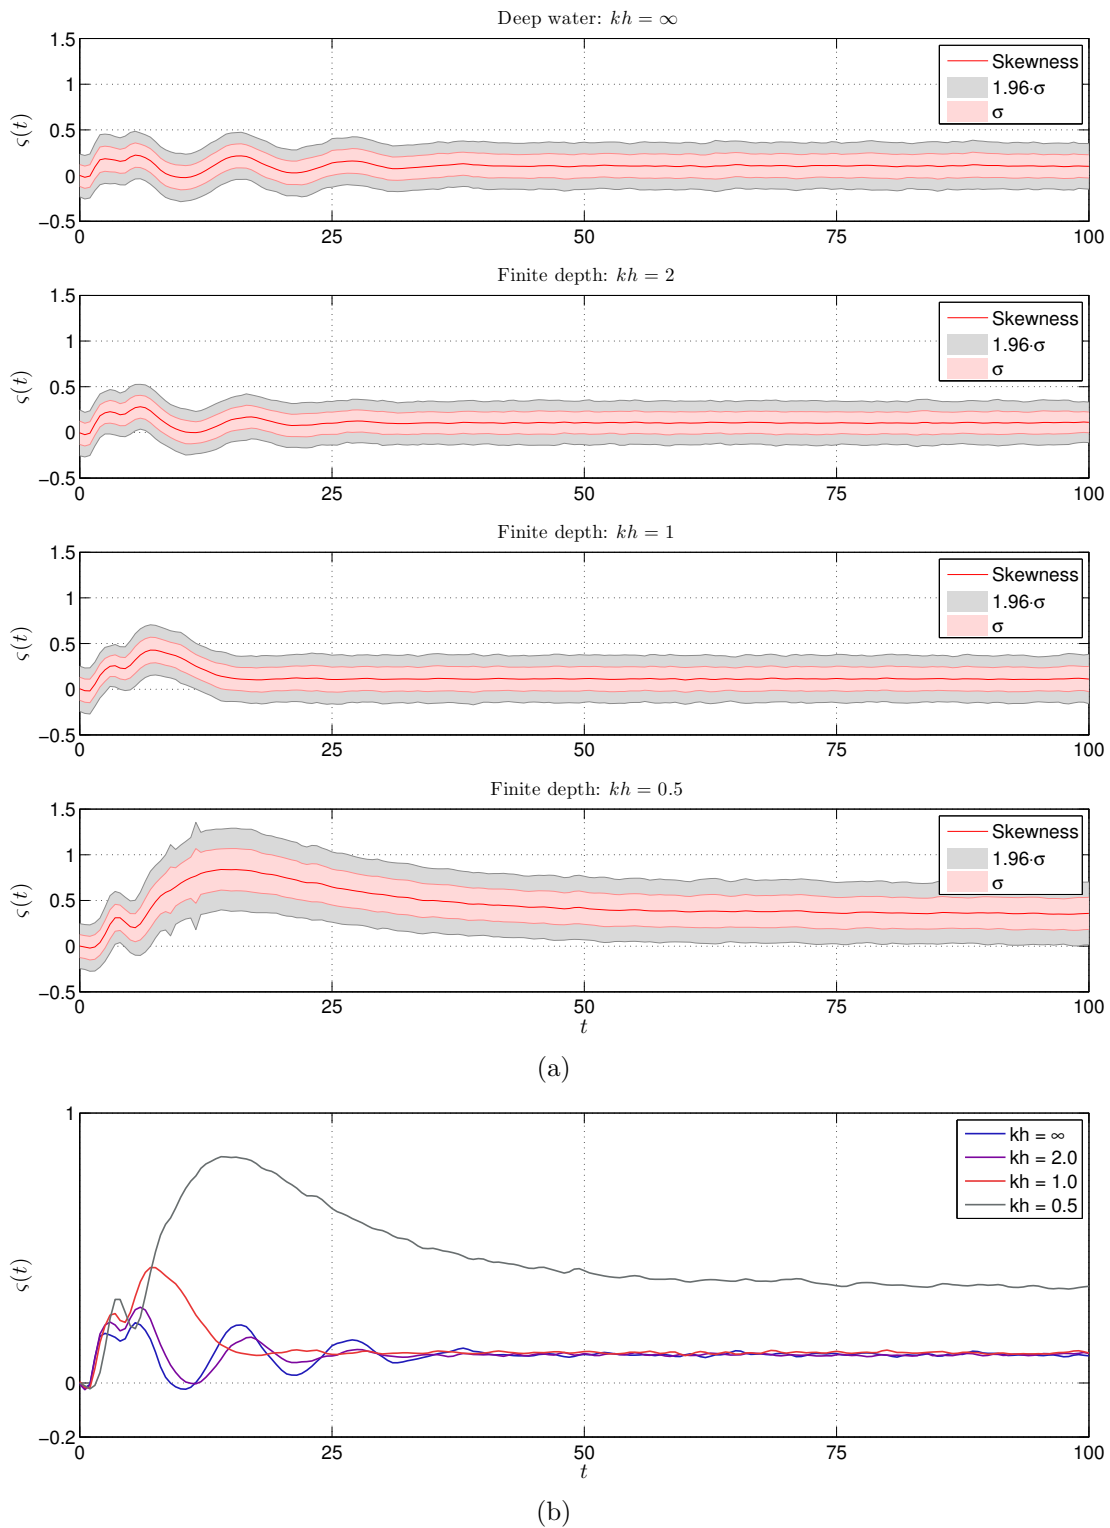 Deep water: kh = ∞
1.5
1
0.5
0
−0.5
ς(t)
0 25 50 75 100
Skewness
1.96·σ
σ
Finite depth: kh = 2
1.5
1
0.5
0
−0.5
ς(t)
0 25 50 75 100
Skewness
1.96·σ
σ
Finite depth: kh = 1
1.5
1
0.5
0
−0.5
ς(t)
0 25 50 75 100
Skewness
1.96·σ
σ
Finite depth: kh = 0.5
1.5
1
0.5
0
−0.5
ς(t)
0 25 50 75 100
t
Skewness
1.96·σ
σ
(a)
1
0
−0.2
ς(t)
0 25 50 75 100
t
kh = ∞
kh = 2.0
kh = 1.0
kh = 0.5
(b)